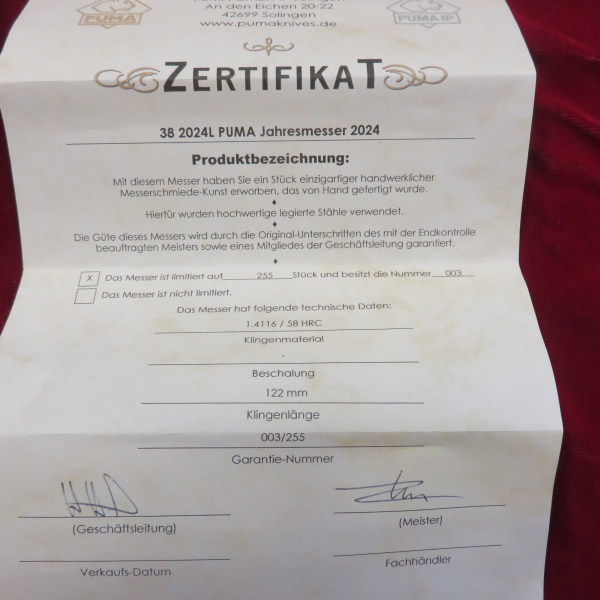 PUMA
An den Eichen 20-22
42699 Solingen
www.pumaknives.de
PUMA IP
ZERTIFIKAT
38 2024L PUMA Jahresmesser 2024
Produktbezeichnung:
Mit diesem Messer haben Sie ein Stück einzigartiger handwerklicher
Messerschmiede-Kunst erworben, das von Hand gefertigt wurde.
Hierfür wurden hochwertige legierte Stähle verwendet.
Die Güte dieses Messers wird durch die Original-Unterschriften des mit der Endkontrolle
beauftragten Meisters sowie eines Mitgliedes der Geschäftsleitung garantiert.
X Das Messer ist limitiert auf 255 Stück und besitzt die Nummer 003
Das Messer ist nicht limitiert.
Das Messer hat folgende technische Daten:
1.4116 / 58 HRC
Klingenmaterial
-
Beschalung
122 mm
Klingenlänge
003/255
Garantie-Nummer
(Geschäftsleitung)
(Meister)
Verkaufs-Datum
Fachhändler